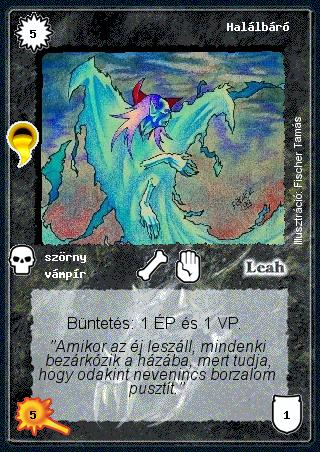 5
Halálbáró
Illusztráció: Fischer Tamás
szörny
vámpír
Leah
Büntetés: 1 ÉP és 1 VP.
"Amikor az éj leszáll, mindenki
bezárkózik a házába, mert tudja,
hogy odakint nevenincs borzalom
pusztít."
5
1